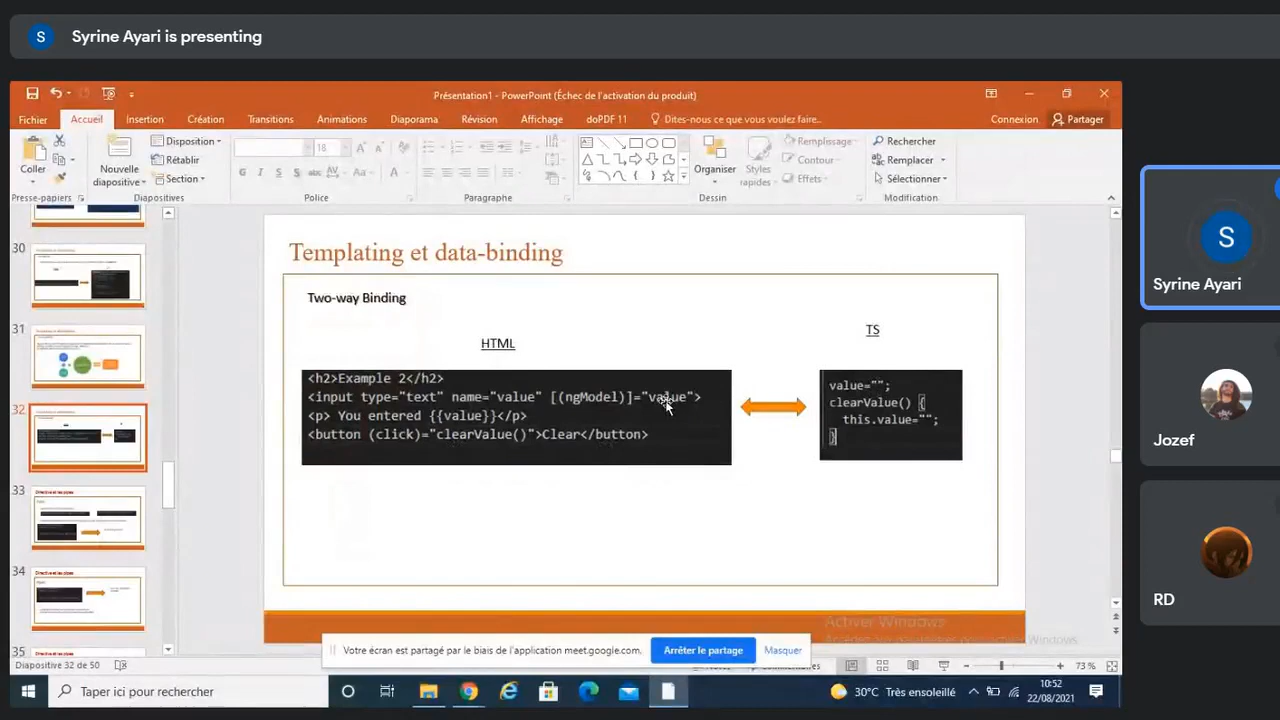 S Syrine Ayari is presenting
Présentation1 - PowerPoint (Échec de l'activation du produit)
Fichier Accueil Insertion Création Transitions Animations Diaporama Révision Affichage doPDF 11 Dites-nous ce que vous voulez faire... Connexion Partager
Coller
Presse-papiers
Nouvelle diapositive
Disposition
Rétablir
Section
Diapositives
18
G I S S abc AV Aa A
Police
Paragraphe
Organiser
Styles rapides
Remplissage
Contour
Effets
Dessin
Rechercher
Remplacer
Sélectionner
Modification
30
31
32
33
34
35
Templating et data-binding
Two-way Binding
HTML
TS
<h2>Example 2</h2>
<input type="text" name="value" [(ngModel)]="value">
<p> You entered {{value}}</p>
<button (click)="clearValue()">Clear</button>
value="";
clearValue() {
this.value="";
}
Activer Windows
Votre écran est partagé par le biais de l'application meet.google.com.
Arrêter le partage
Masquer
Diapositive 32 de 50
73 %
Taper ici pour rechercher
30°C Très ensoleillé
10:52
22/08/2021
S
Syrine Ayari
Jozef
RD